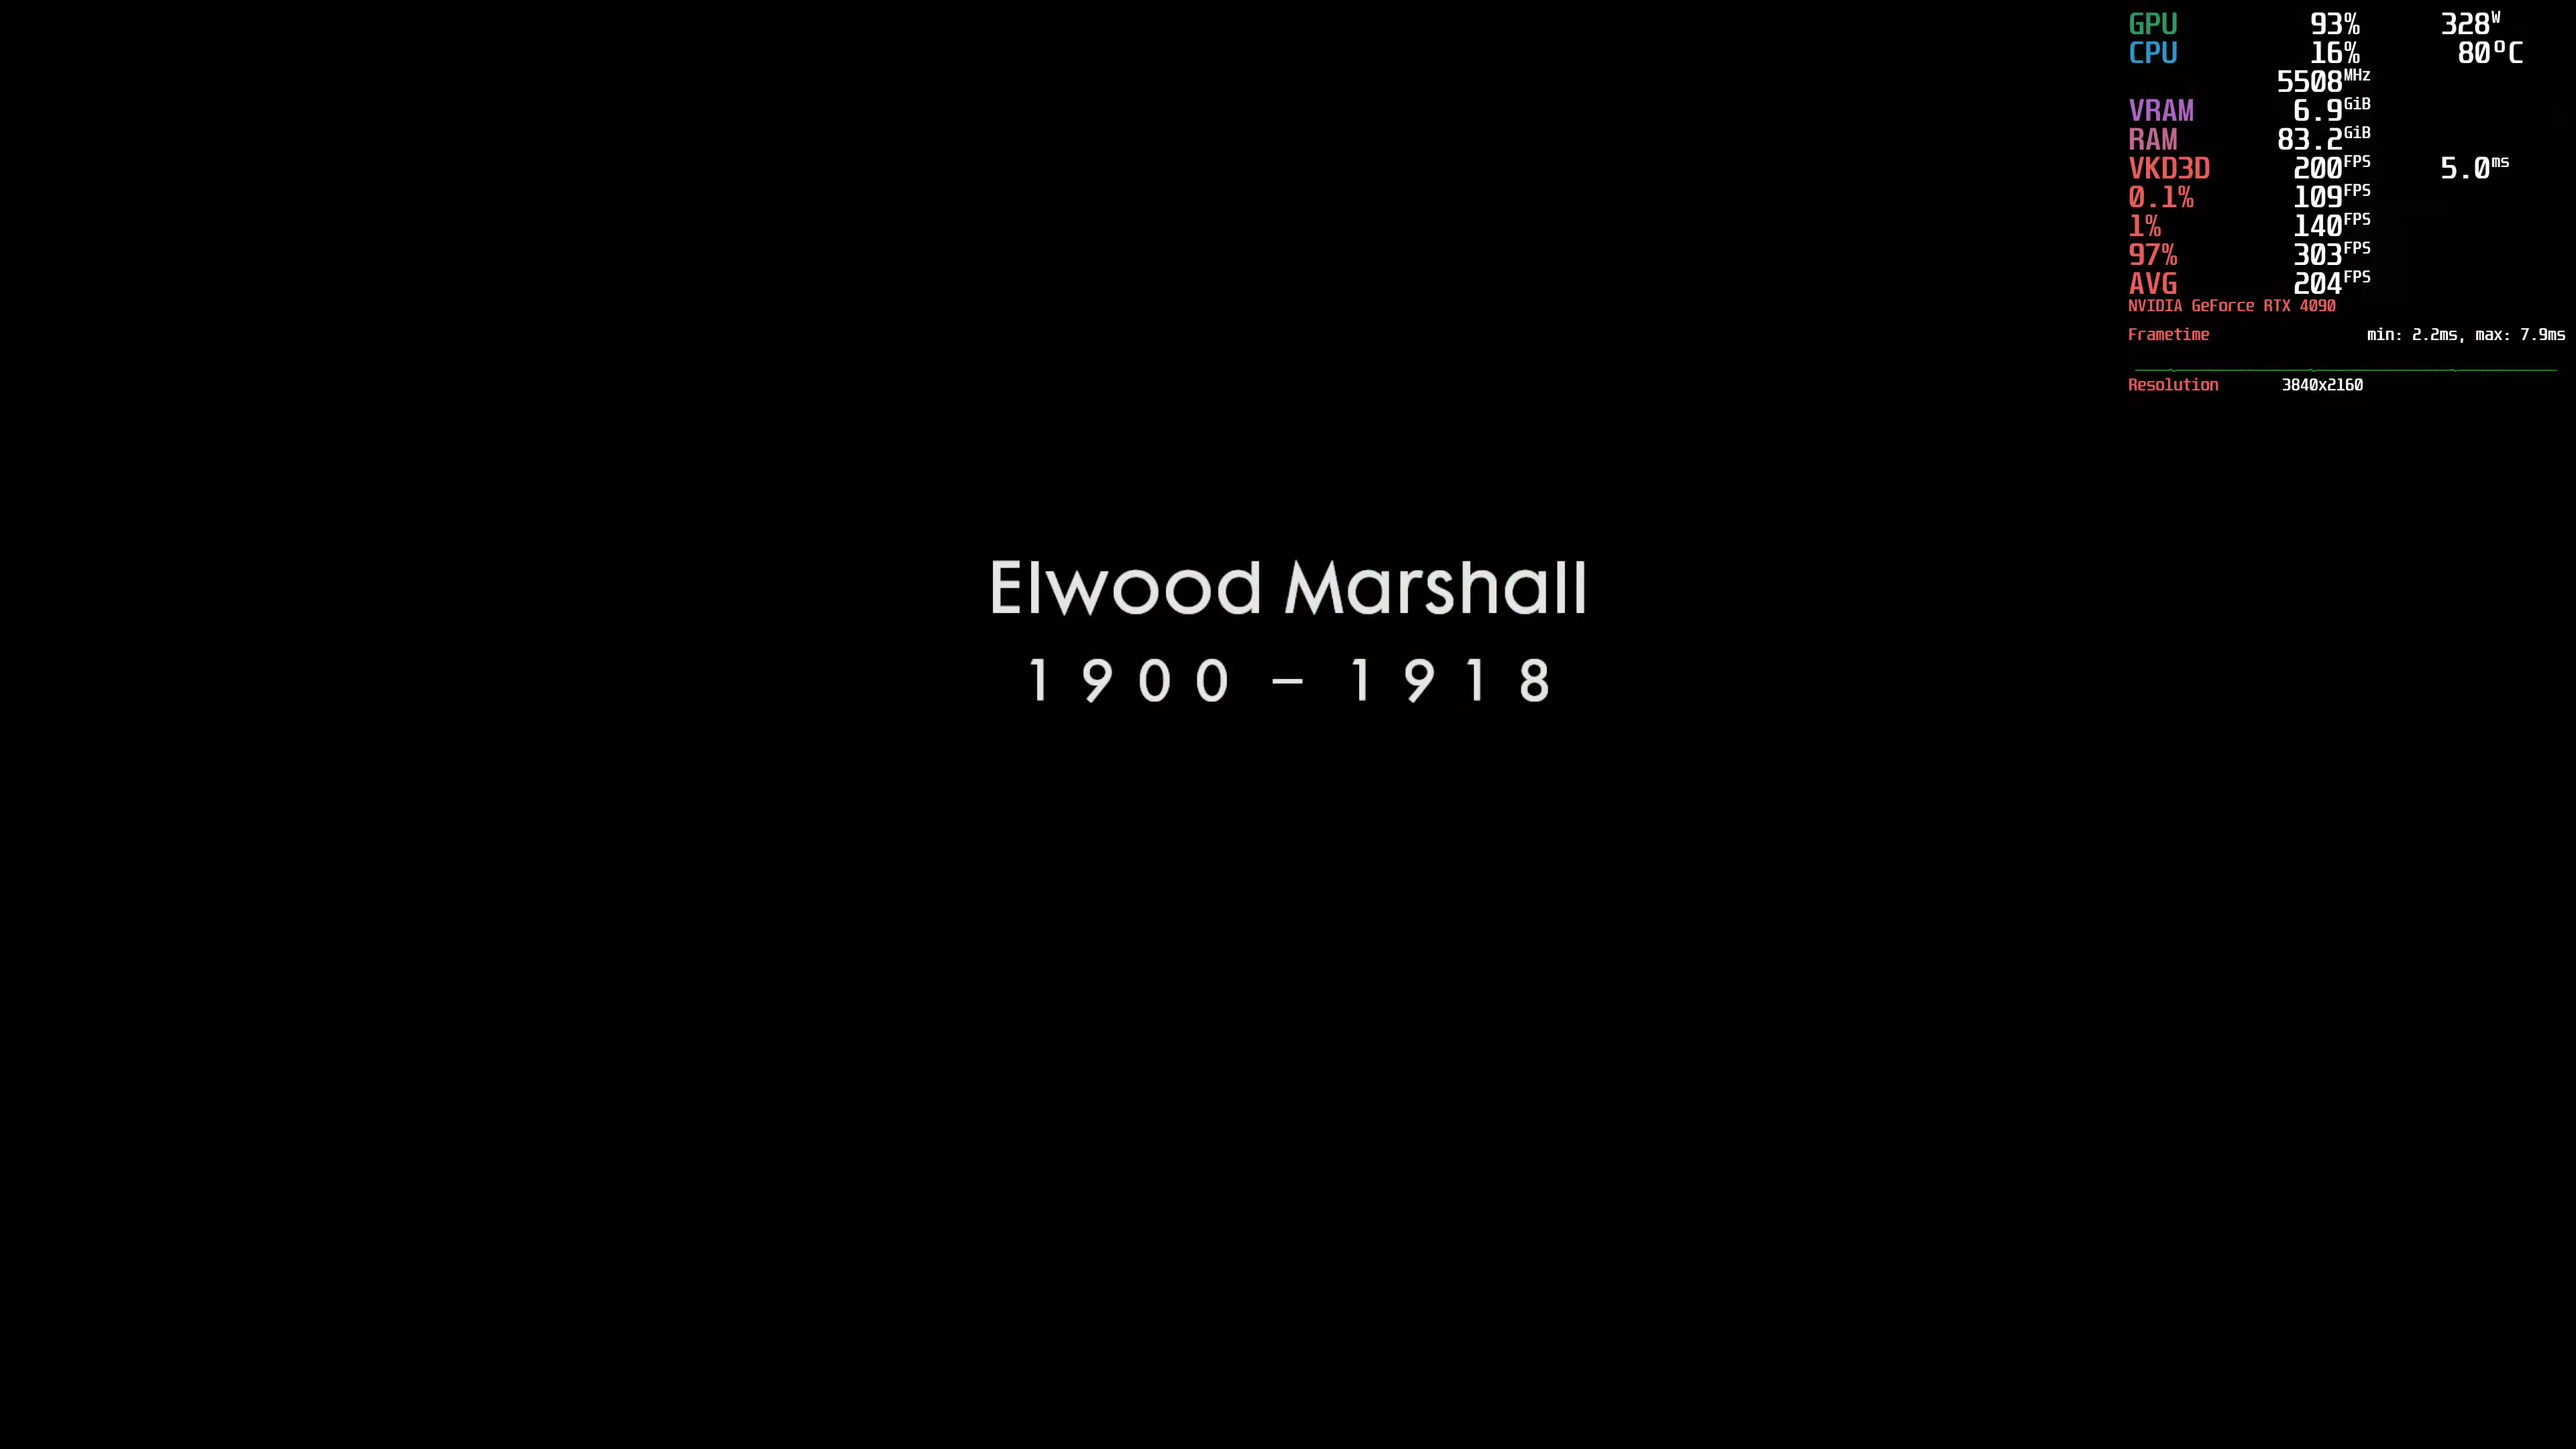 GPU 93% 328W
CPU 16% 80°C
5508MHz
VRAM 6.9GiB
RAM 83.2GiB
VKD3D 200FPS 5.0ms
0.1% 109FPS
1% 140FPS
97% 303FPS
AVG 204FPS
NVIDIA GeForce RTX 4090
Frametime min: 2.2ms, max: 7.9ms
Resolution 3840x2160
Elwood Marshall
1900 – 1918